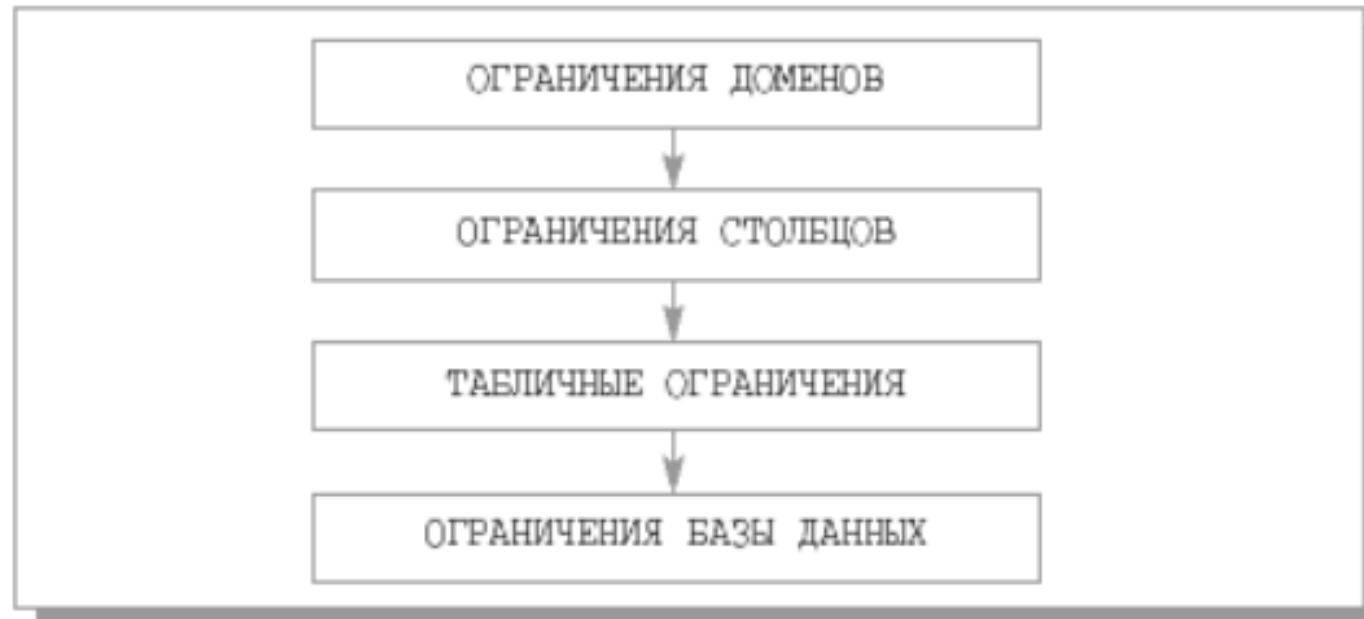 ОГРАНИЧЕНИЯ ДОМЕНОВ
ОГРАНИЧЕНИЯ СТОЛБЦОВ
ТАБЛИЧНЫЕ ОГРАНИЧЕНИЯ
ОГРАНИЧЕНИЯ БАЗЫ ДАННЫХ